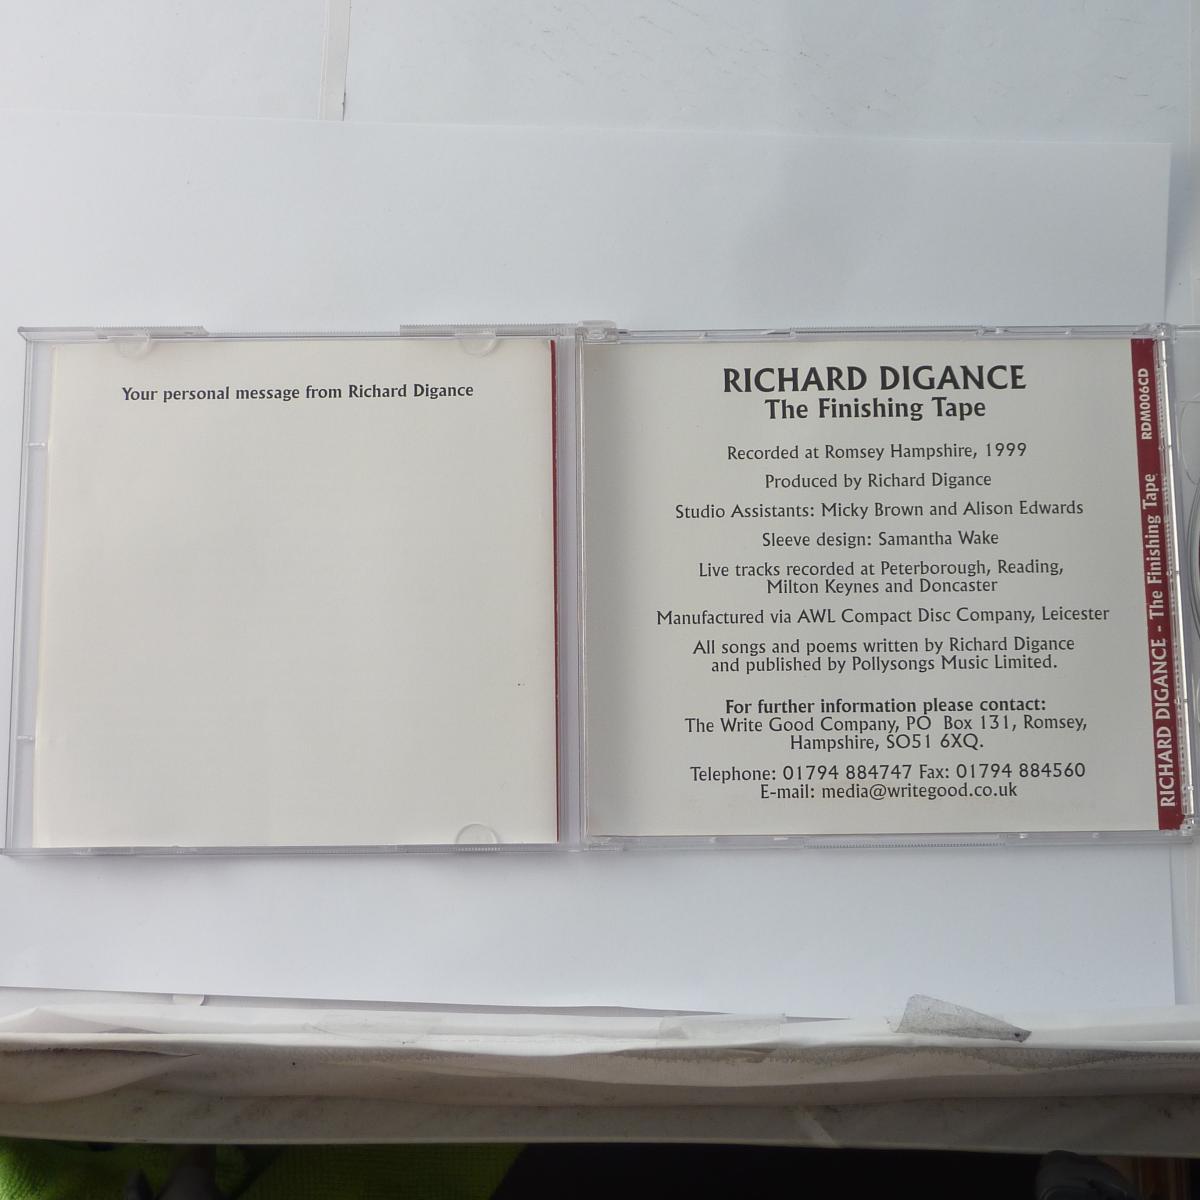 Your personal message from Richard Digance
RICHARD DIGANCE
The Finishing Tape
Recorded at Romsey Hampshire, 1999
Produced by Richard Digance
Studio Assistants: Micky Brown and Alison Edwards
Sleeve design: Samantha Wake
Live tracks recorded at Peterborough, Reading,
Milton Keynes and Doncaster
Manufactured via AWL Compact Disc Company, Leicester
All songs and poems written by Richard Digance
and published by Pollysongs Music Limited.
For further information please contact:
The Write Good Company, PO Box 131, Romsey,
Hampshire, SO51 6XQ.
Telephone: 01794 884747 Fax: 01794 884560
E-mail: media@writegood.co.uk
RICHARD DIGANCE - The Finishing Tape RDM006CD